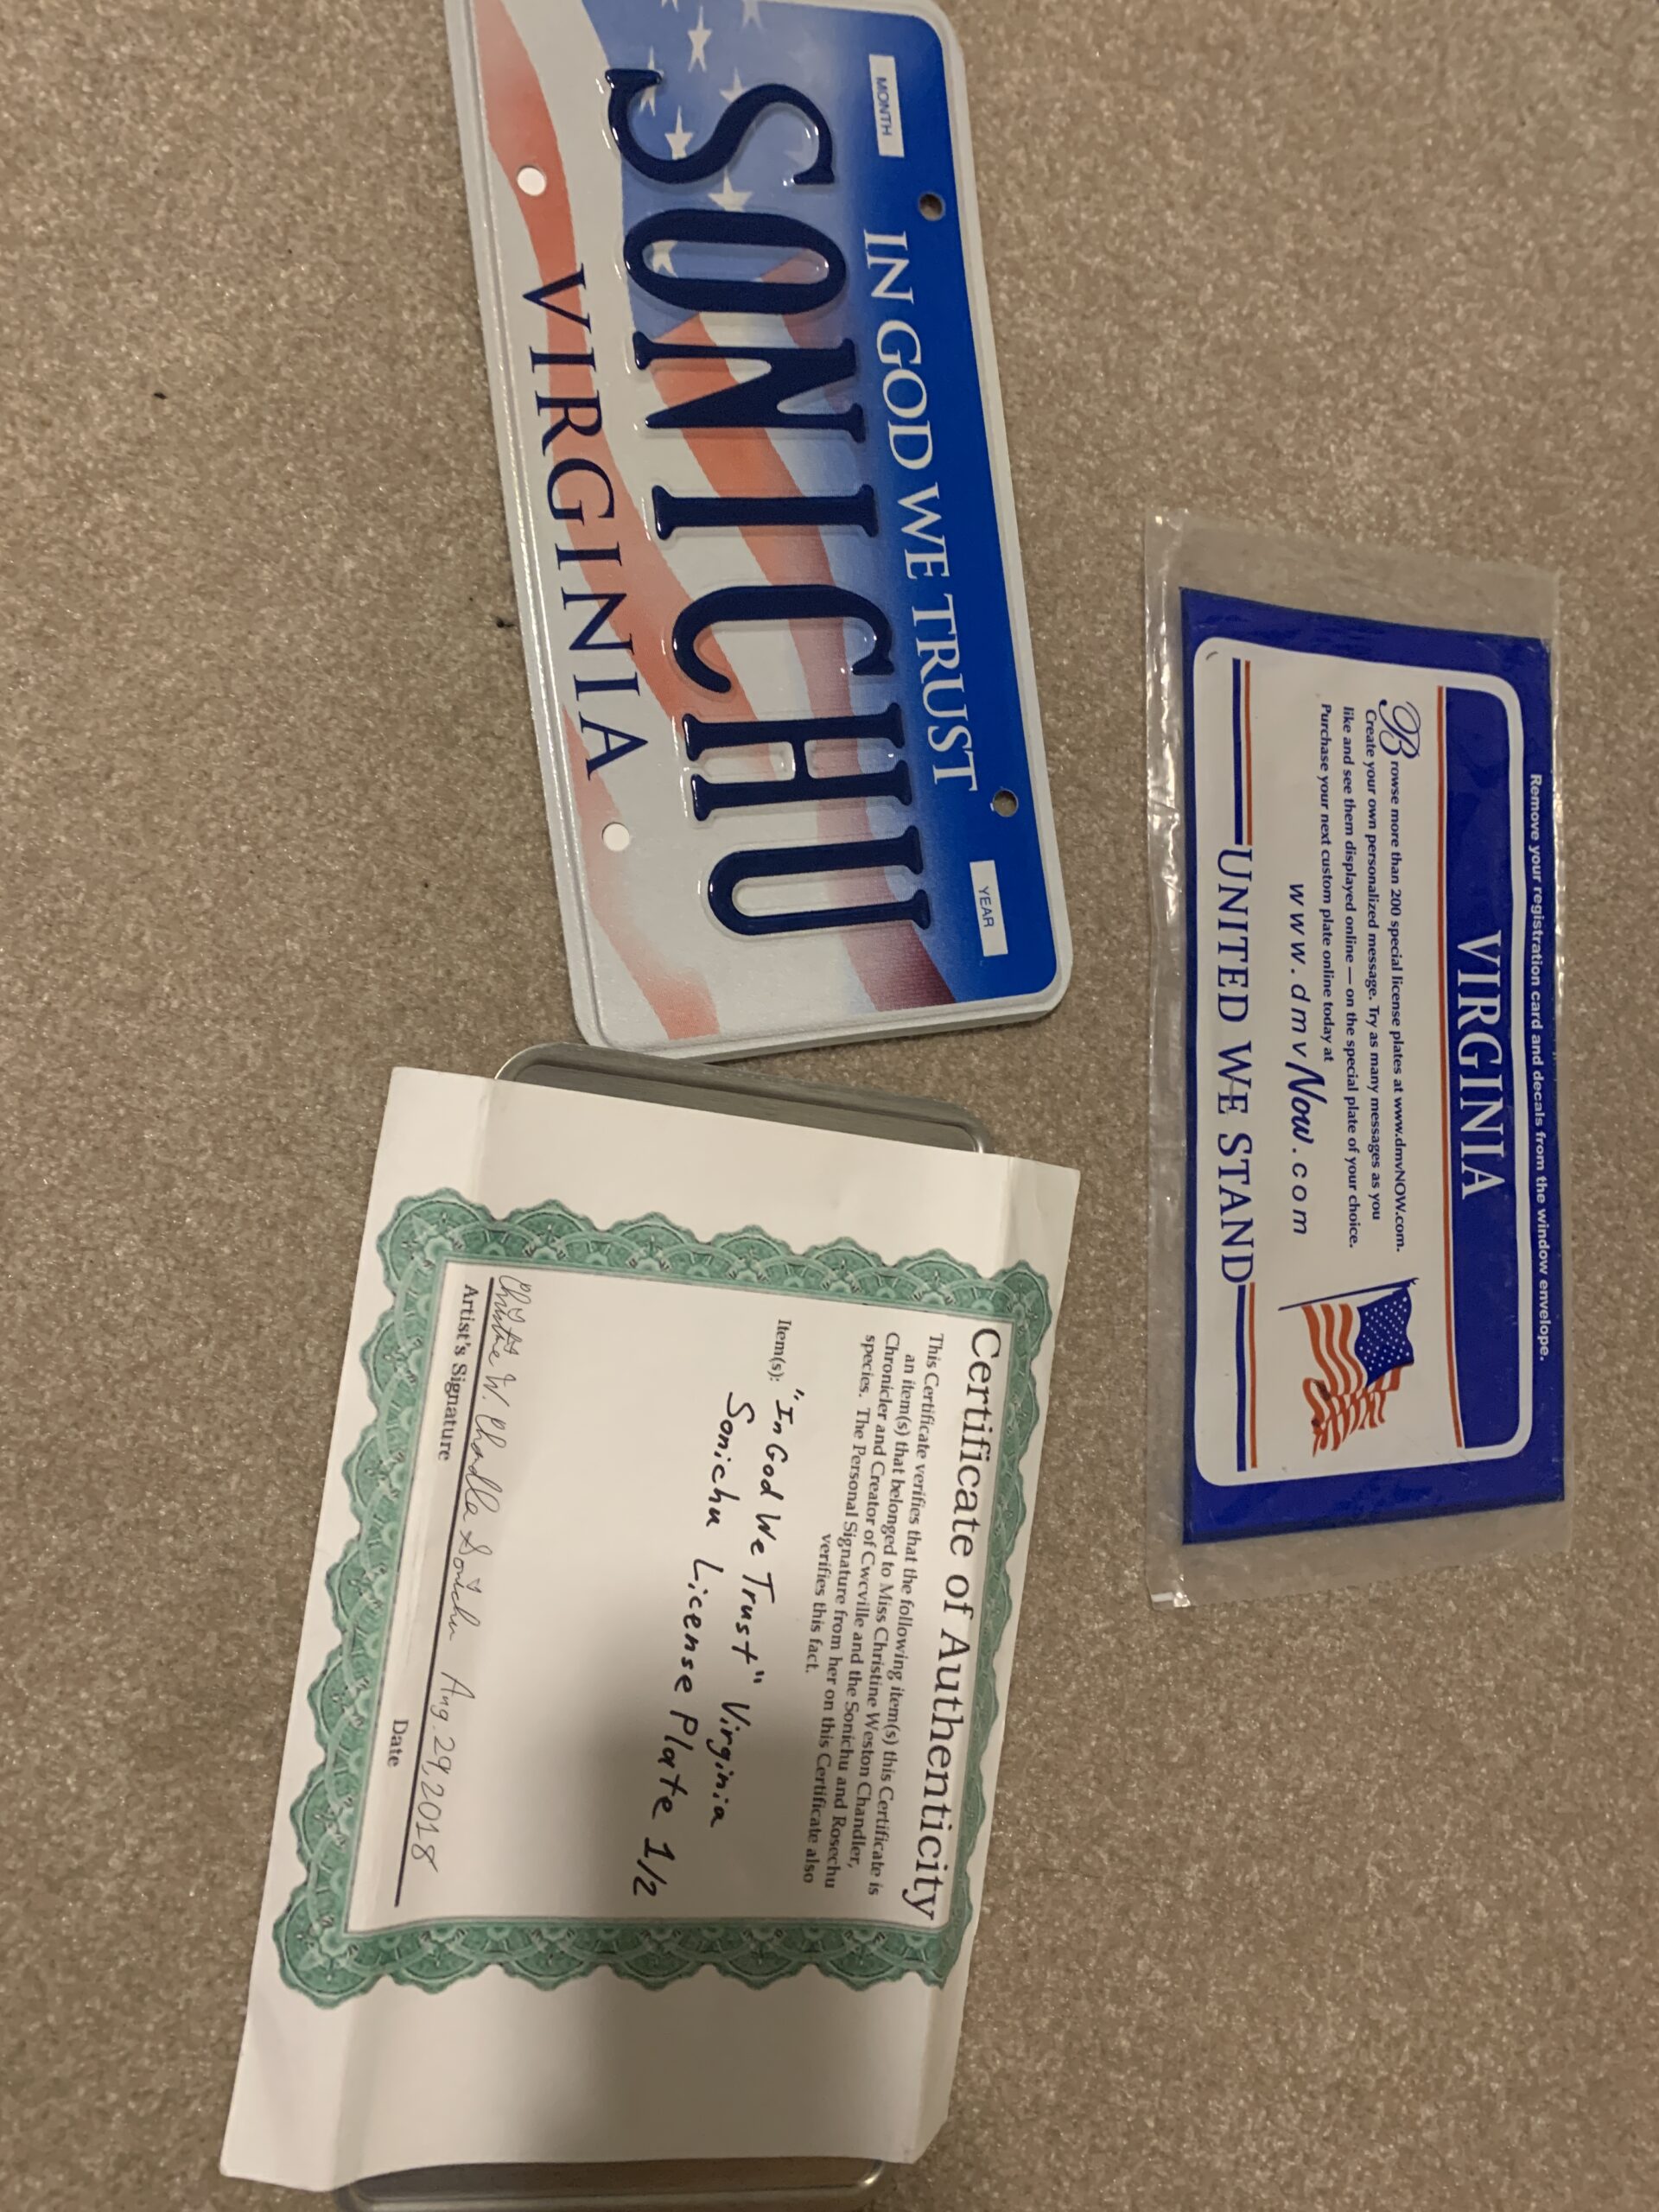 MONTH
IN GOD WE TRUST
YEAR
SONICHU
VIRGINIA
Remove your registration card and decals from the window envelope.
VIRGINIA
Browse more than 200 special license plates at www.dmvNOW.com.
Create your own personalized message. Try as many messages as you
like and see them displayed online — on the special plate of your choice.
Purchase your next custom plate online today at
www.dmvNow.com
UNITED WE STAND
Certificate of Authenticity
This Certificate verifies that the following item(s) this Certificate is
an item(s) that belonged to Miss Christine Weston Chandler,
Chronicler and Creator of Cwcville and the Sonichu and Rosechu
species. The Personal Signature from her on this Certificate also
verifies this fact.
Item(s): "In God We Trust" Virginia
Sonichu License Plate 1/2
Christine W. Chandler Sonichu Aug. 29, 2018
Artist's Signature Date